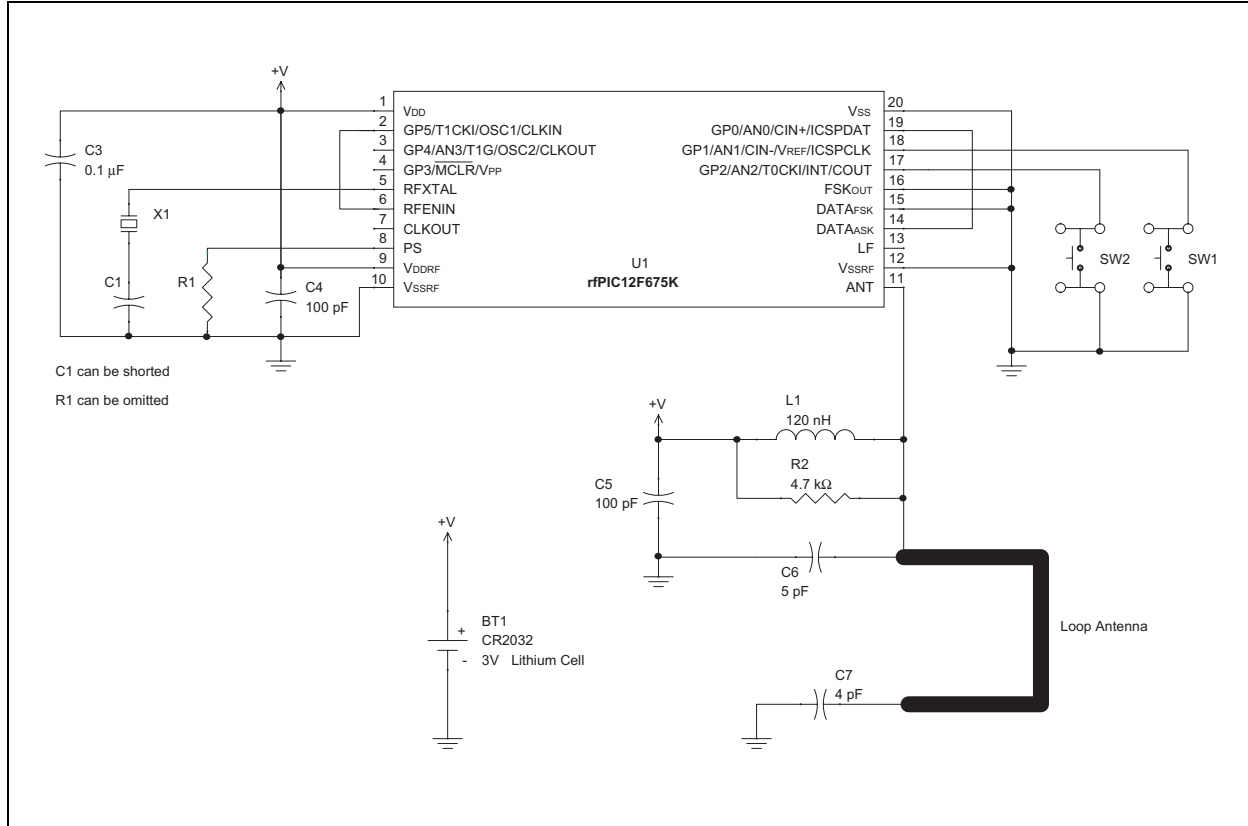 +V
C3
0.1 µF
X1
C1
R1
C4
100 pF
C1 can be shorted
R1 can be omitted
1 VDD
2 GP5/T1CKI/OSC1/CLKIN
3 GP4/AN3/T1G/OSC2/CLKOUT
4 GP3/MCLR/VPP
5 RFXTAL
6 RFENIN
7 CLKOUT
8 PS
9 VDDRF
10 VSSRF
U1
rfPIC12F675K
VSS 20
GP0/AN0/CIN+/ICSPDAT 19
GP1/AN1/CIN-/VREF/ICSPCLK 18
GP2/AN2/T0CKI/INT/COUT 17
FSKOUT 16
DATAFSK 15
DATAASK 14
LF 13
VSSRF 12
ANT 11
SW2
SW1
+V
L1
120 nH
R2
4.7 kΩ
C5
100 pF
C6
5 pF
Loop Antenna
C7
4 pF
+V
BT1
+
CR2032
- 3V Lithium Cell